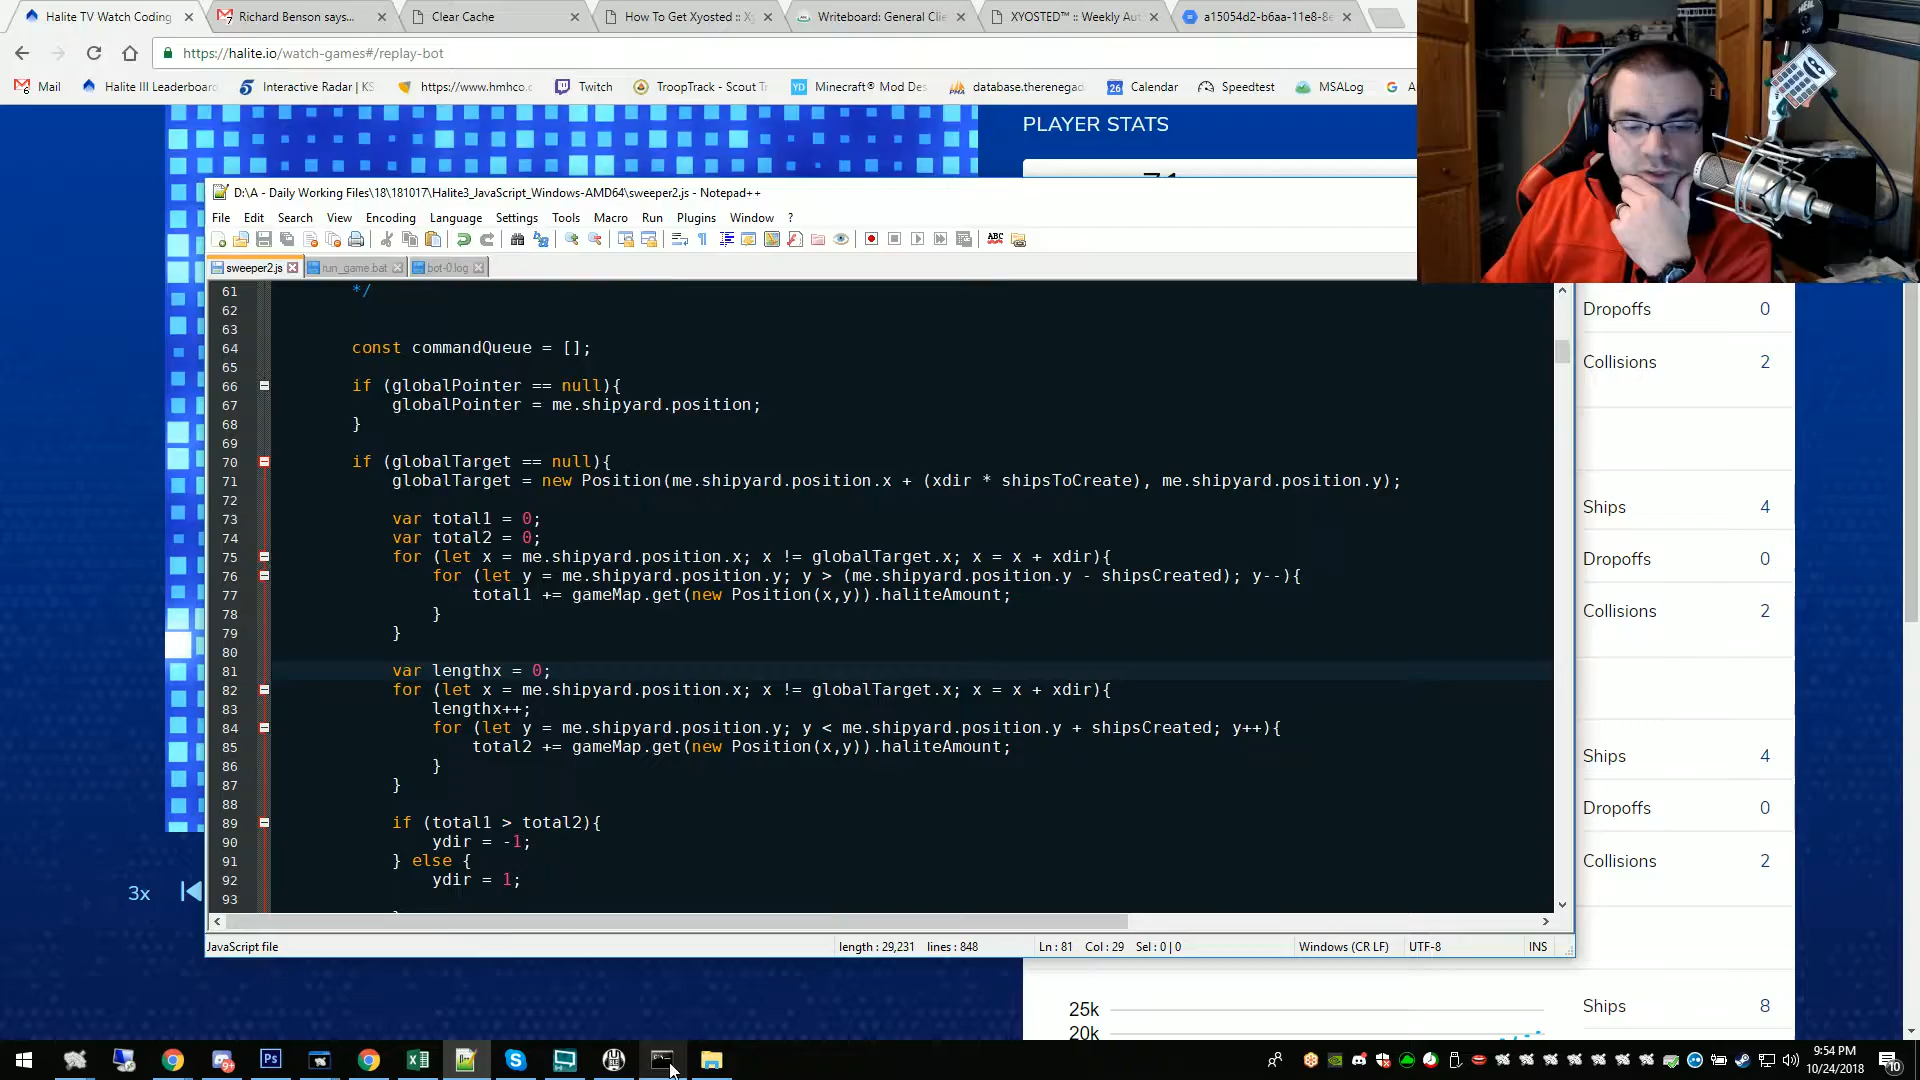 Halite TV Watch Coding
Richard Benson says...
Clear Cache
How To Get Xyosted :: Xy
Writeboard: General Clie
XYOSTED™ :: Weekly Aut
a15054d2-b6aa-11e8-8e
https://halite.io/watch-games#/replay-bot
Mail
Halite III Leaderboard
Interactive Radar | KS
https://www.hmhco.c
Twitch
TroopTrack - Scout Tr
Minecraft® Mod Des
database.therenegad
Calendar
Speedtest
MSALog
PLAYER STATS
D:\A - Daily Working Files\18\181017\Halite3_JavaScript_Windows-AMD64\sweeper2.js - Notepad++
File Edit Search View Encoding Language Settings Tools Macro Run Plugins Window ?
sweeper2.js run_game.bat bot-0.log
61 */
62
63
64 const commandQueue = [];
65
66 if (globalPointer == null){
67 globalPointer = me.shipyard.position;
68 }
69
70 if (globalTarget == null){
71 globalTarget = new Position(me.shipyard.position.x + (xdir * shipsToCreate), me.shipyard.position.y);
72
73 var total1 = 0;
74 var total2 = 0;
75 for (let x = me.shipyard.position.x; x != globalTarget.x; x = x + xdir){
76 for (let y = me.shipyard.position.y; y > (me.shipyard.position.y - shipsCreated); y--){
77 total1 += gameMap.get(new Position(x,y)).haliteAmount;
78 }
79 }
80
81 var lengthx = 0;
82 for (let x = me.shipyard.position.x; x != globalTarget.x; x = x + xdir){
83 lengthx++;
84 for (let y = me.shipyard.position.y; y < me.shipyard.position.y + shipsCreated; y++){
85 total2 += gameMap.get(new Position(x,y)).haliteAmount;
86 }
87 }
88
89 if (total1 > total2){
90 ydir = -1;
91 } else {
92 ydir = 1;
93
JavaScript file
length : 29,231 lines : 848
Ln : 81 Col : 29 Sel : 0 | 0
Windows (CR LF)
UTF-8
INS
Dropoffs 0
Collisions 2
Ships 4
Dropoffs 0
Collisions 2
Ships 4
Dropoffs 0
Collisions 2
Ships 8
3x
25k
20k
9:54 PM
10/24/2018
10